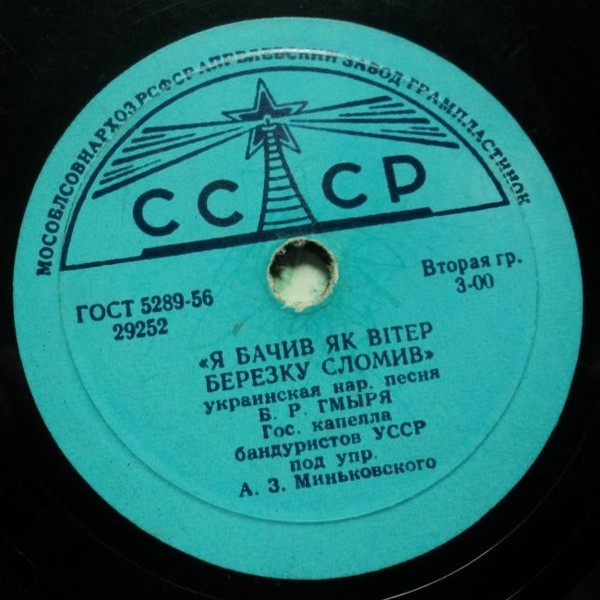 МОСОБЛСОВНАРХОЗ РСФСР АПРЕЛЕВСКИЙ ЗАВОД ГРАМПЛАСТИНОК
СССР
ГОСТ 5289-56
29252
Вторая гр.
3-00
«Я БАЧИВ ЯК ВІТЕР
БЕРЕЗКУ СЛОМИВ»
украинская нар. песня
Б. Р. ГМЫРЯ
Гос. капелла
бандуристов УССР
под упр.
А. З. Миньковского